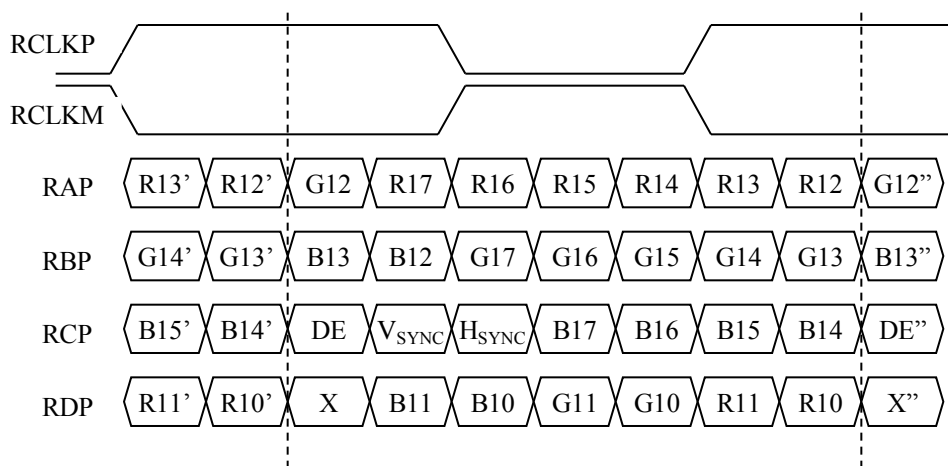 RCLKP
RCLKM
RAP R13’ R12’ G12 R17 R16 R15 R14 R13 R12 G12”
RBP G14’ G13’ B13 B12 G17 G16 G15 G14 G13 B13”
RCP B15’ B14’ DE VSYNC HSYNC B17 B16 B15 B14 DE”
RDP R11’ R10’ X B11 B10 G11 G10 R11 R10 X”